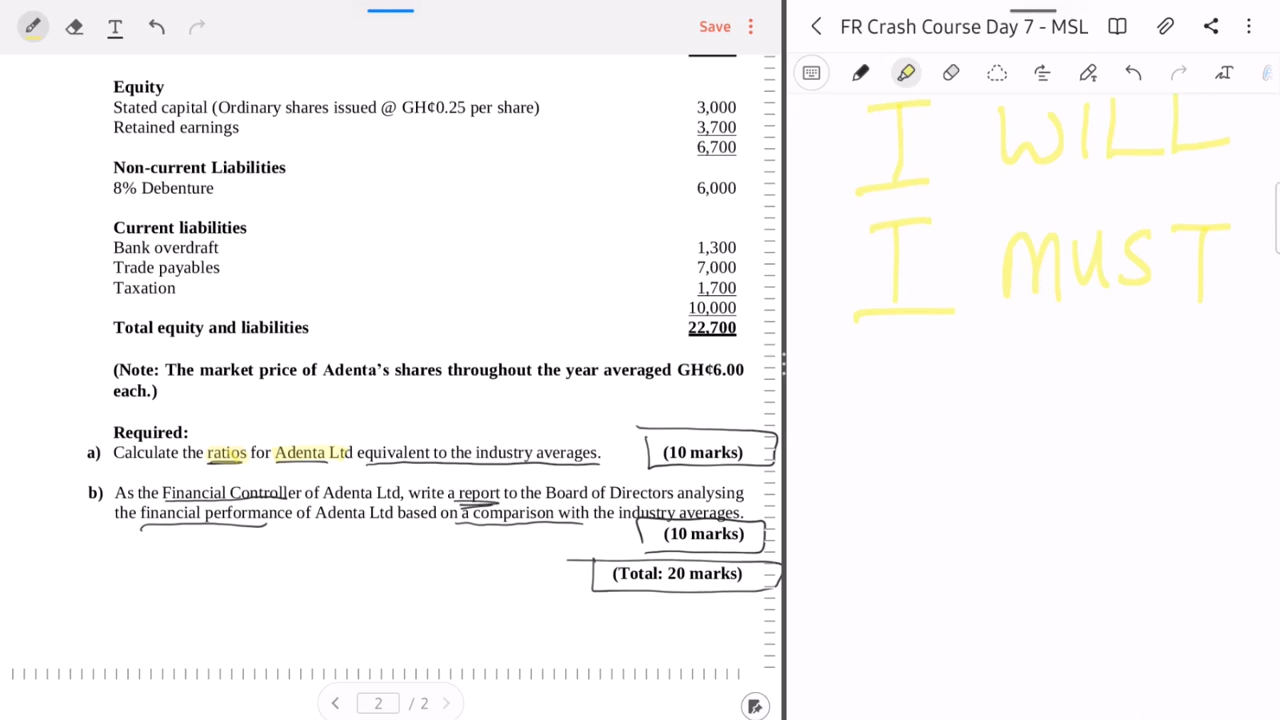 Save
Equity
Stated capital (Ordinary shares issued @ GH¢0.25 per share) 3,000
Retained earnings 3,700
6,700
Non-current Liabilities
8% Debenture 6,000
Current liabilities
Bank overdraft 1,300
Trade payables 7,000
Taxation 1,700
10,000
Total equity and liabilities 22,700
(Note: The market price of Adenta's shares throughout the year averaged GH¢6.00
each.)
Required:
a) Calculate the ratios for Adenta Ltd equivalent to the industry averages. (10 marks)
b) As the Financial Controller of Adenta Ltd, write a report to the Board of Directors analysing
the financial performance of Adenta Ltd based on a comparison with the industry averages.
(10 marks)
(Total: 20 marks)
2 / 2
FR Crash Course Day 7 - MSL
I WILL
I MUST